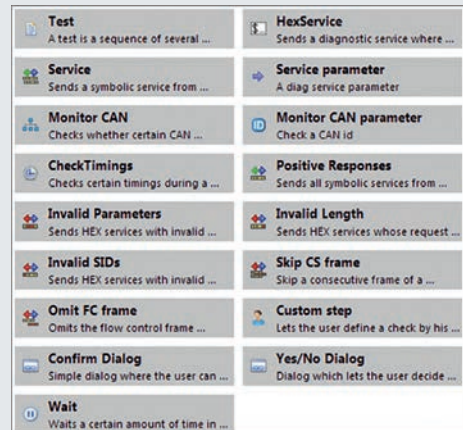 Test
A test is a sequence of several ...
HexService
Sends a diagnostic service where ...
Service
Sends a symbolic service from ...
Service parameter
A diag service parameter
Monitor CAN
Checks whether certain CAN ...
Monitor CAN parameter
Check a CAN id
CheckTimings
Checks certain timings during a ...
Positive Responses
Sends all symbolic services from ...
Invalid Parameters
Sends HEX services with invalid ...
Invalid Length
Sends HEX services whose request ...
Invalid SIDs
Sends HEX services with invalid ...
Skip CS frame
Skip a consecutive frame of a ...
Omit FC frame
Omits the flow control frame ...
Custom step
Lets the user define a check by his ...
Confirm Dialog
Simple dialog where the user can ...
Yes/No Dialog
Dialog which lets the user decide ...
Wait
Waits a certain amount of time in ...